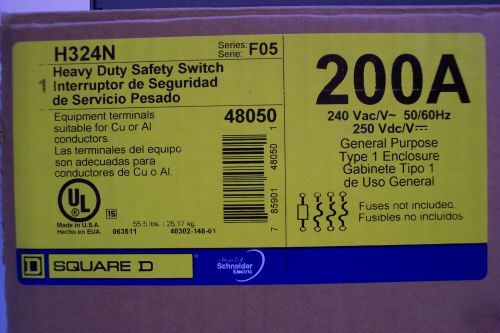 H324N
Series:
Serie:
F05
1
Heavy Duty Safety Switch
Interruptor de Seguridad
de Servicio Pesado
Equipment terminals
suitable for Cu or Al
conductors.
Las terminales del equipo
son adecuadas para
conductores de Cu o Al.
48050
7 85901 48050 1
UL
®
15
Made in U.S.A.
Hecho en EUA.
55.5 lbs. / 25.17 kg
063511
40302-148-01
200A
240 Vac/V~ 50/60Hz
250 Vdc/V⎓
General Purpose
Type 1 Enclosure
Gabinete Tipo 1
de Uso General
Fuses not included.
Fusibles no incluidos
D SQUARE D
Schneider
Electric